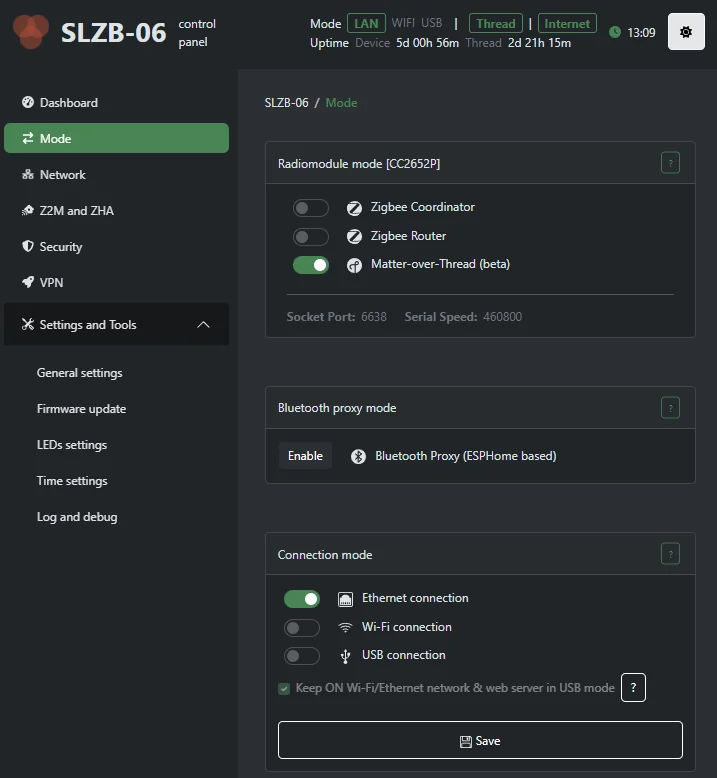 SLZB-06 control panel
Mode LAN WIFI USB | Thread | Internet
Uptime Device 5d 00h 56m Thread 2d 21h 15m
13:09
Dashboard
Mode
Network
Z2M and ZHA
Security
VPN
Settings and Tools
General settings
Firmware update
LEDs settings
Time settings
Log and debug
SLZB-06 / Mode
Radiomodule mode [CC2652P] ?
Zigbee Coordinator
Zigbee Router
Matter-over-Thread (beta)
Socket Port: 6638 Serial Speed: 460800
Bluetooth proxy mode ?
Enable Bluetooth Proxy (ESPHome based)
Connection mode ?
Ethernet connection
Wi-Fi connection
USB connection
Keep ON Wi-Fi/Ethernet network & web server in USB mode ?
Save